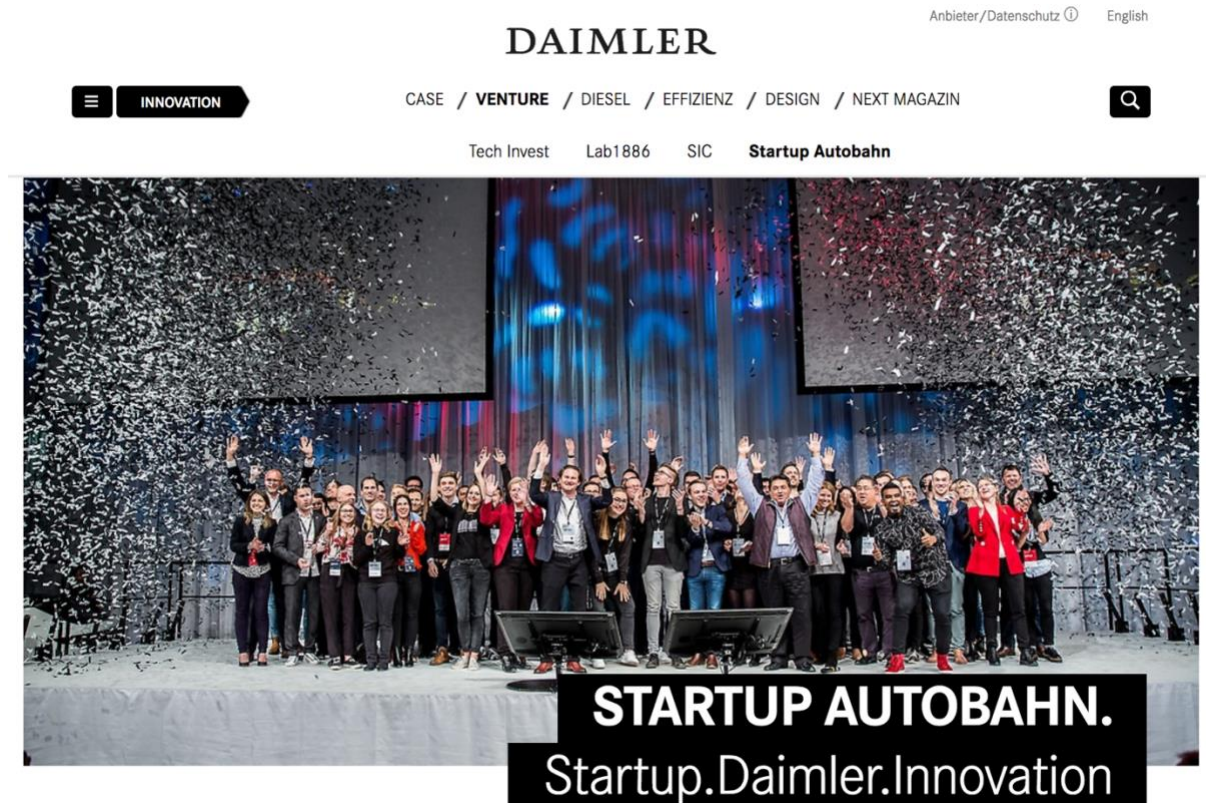 Anbieter/Datenschutz ⓘ English
DAIMLER
INNOVATION
CASE / VENTURE / DIESEL / EFFIZIENZ / DESIGN / NEXT MAGAZIN
Tech Invest Lab1886 SIC Startup Autobahn
STARTUP AUTOBAHN.
Startup.Daimler.Innovation